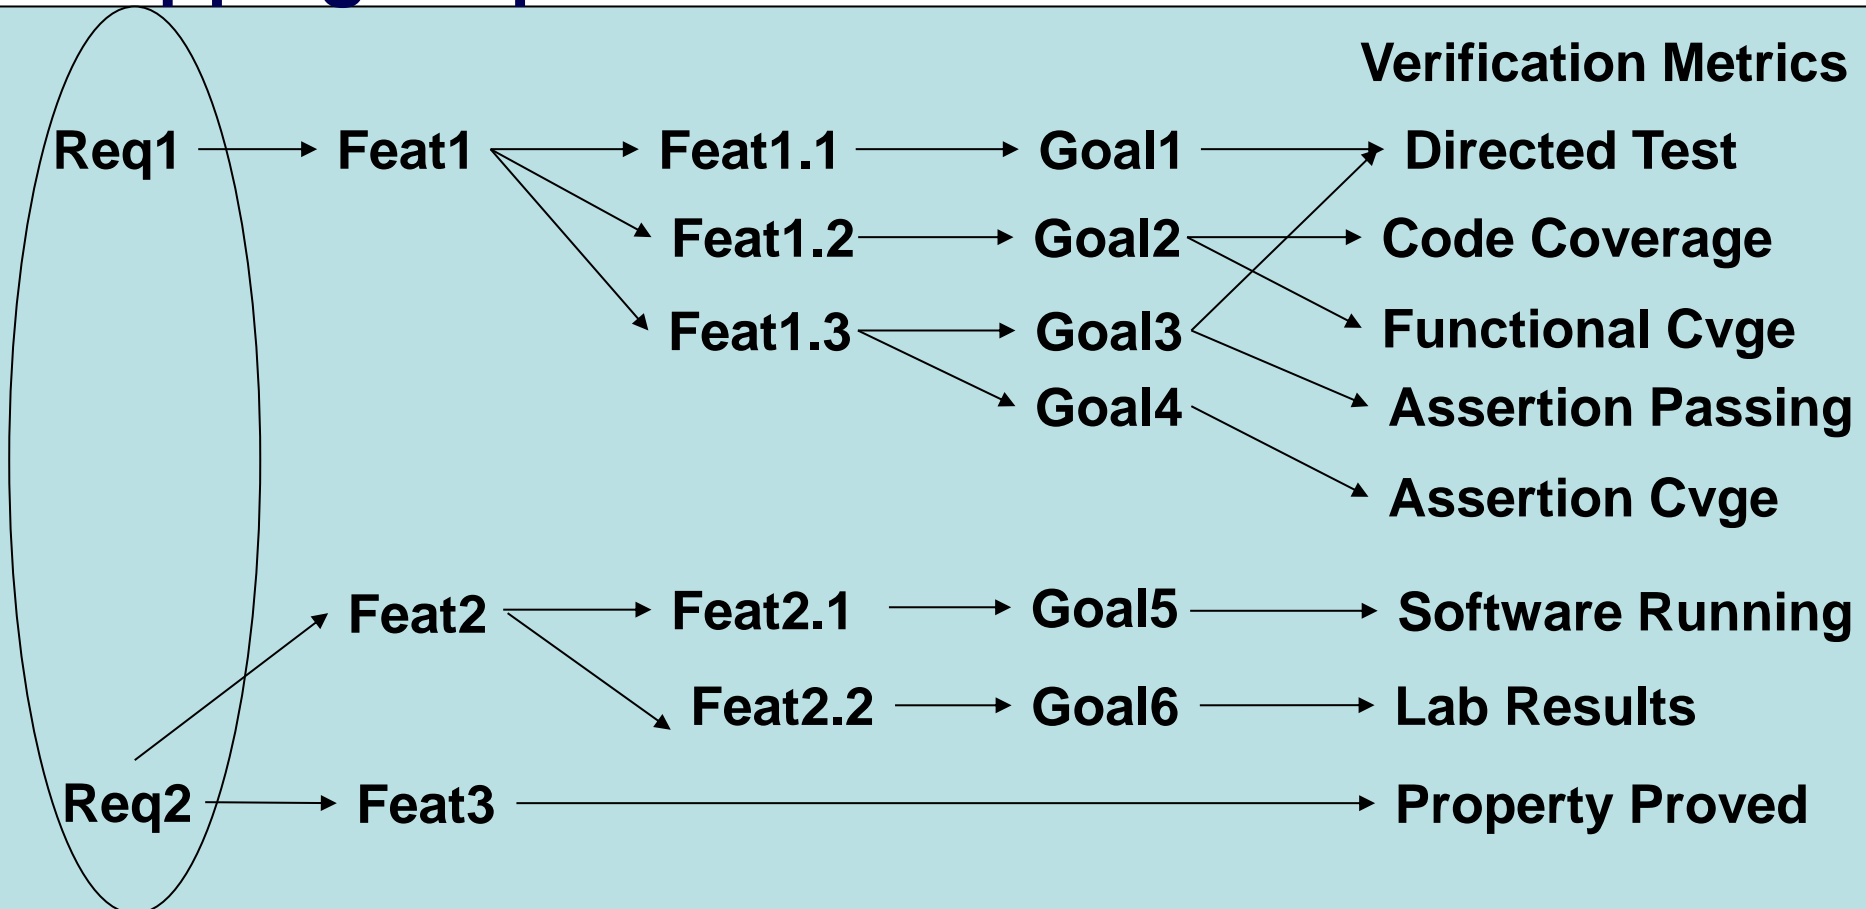 Verification Metrics
Req1 Feat1 Feat1.1 Goal1 Directed Test
Feat1.2 Goal2 Code Coverage
Feat1.3 Goal3 Functional Cvge
Goal4 Assertion Passing
Assertion Cvge
Feat2 Feat2.1 Goal5 Software Running
Feat2.2 Goal6 Lab Results
Req2 Feat3 Property Proved